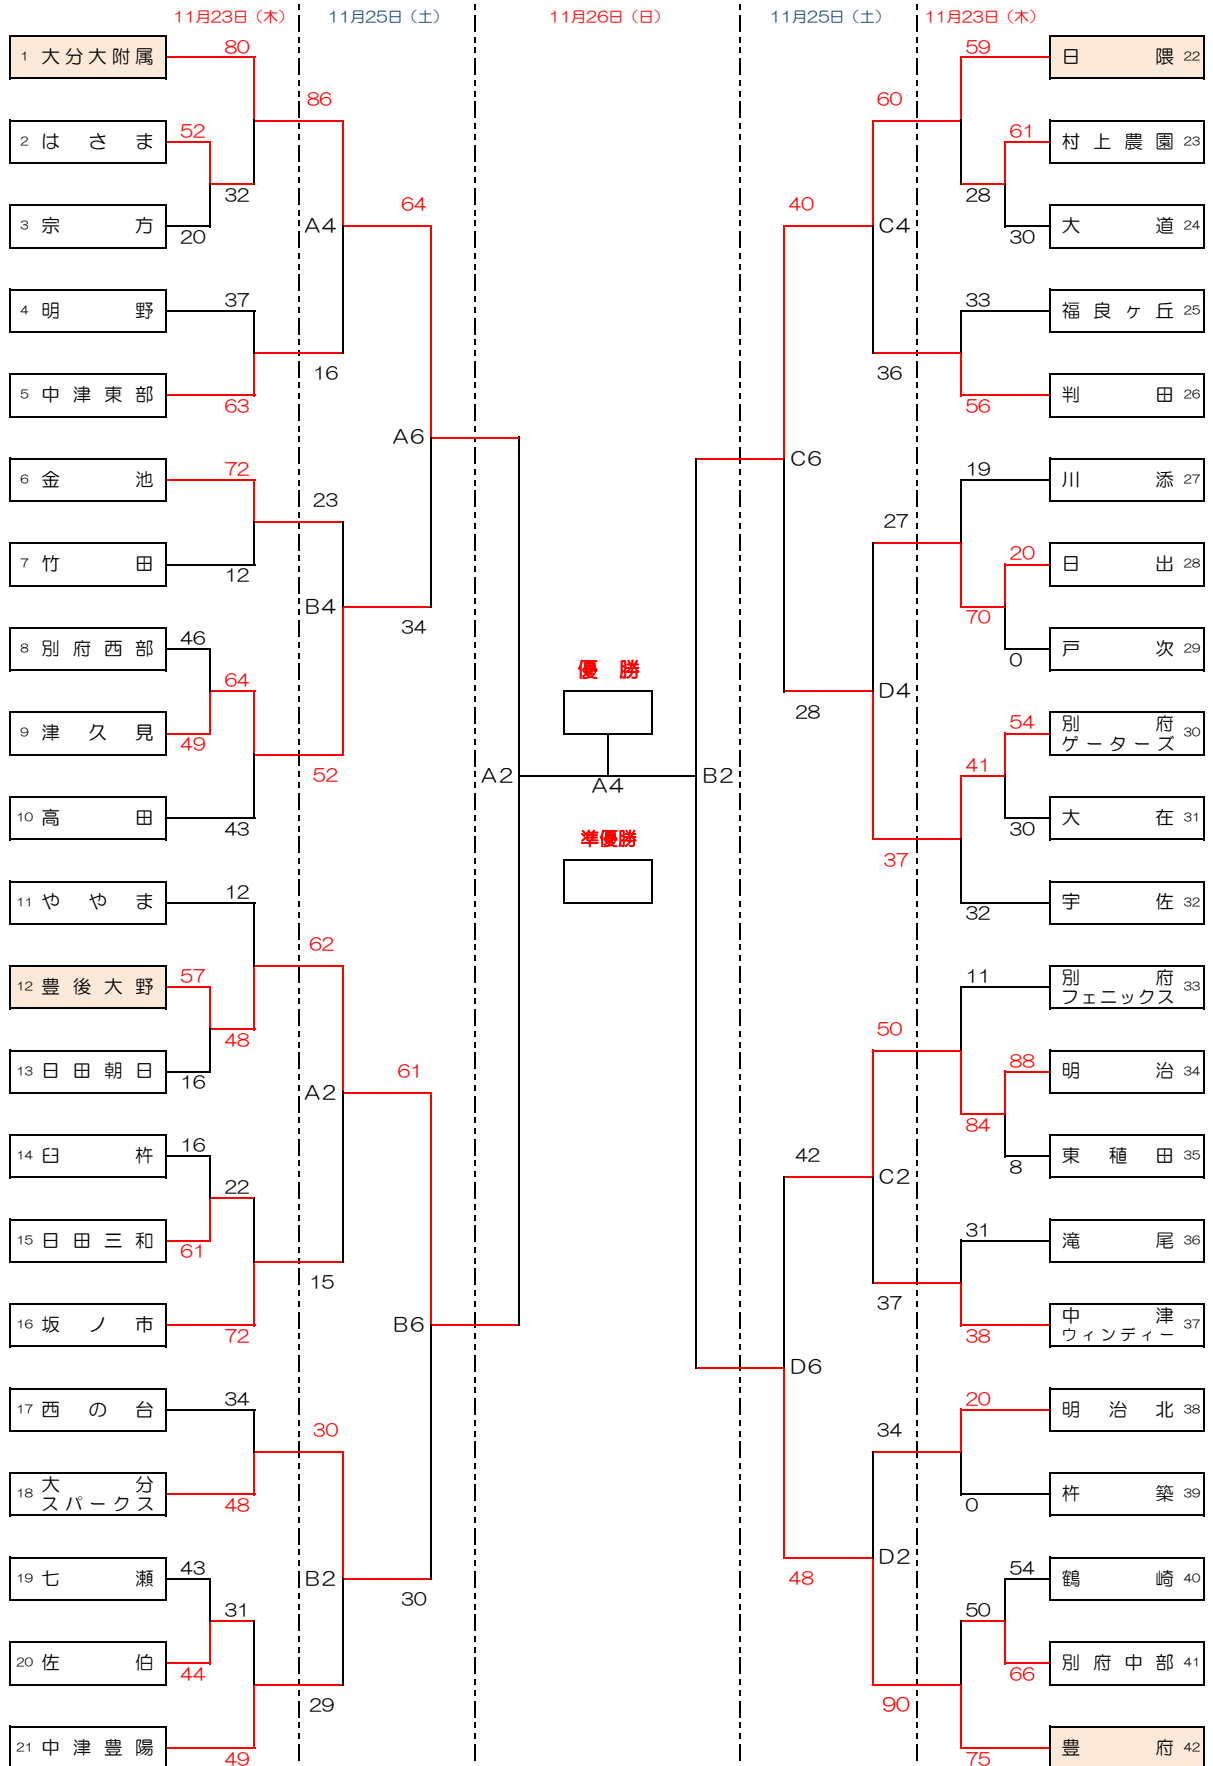 11月23日（木） 11月25日（土） 11月26日（日） 11月25日（土） 11月23日（木）
1 大分大附属 80 59 日隈 22
86 60
2 はさま 52 61 村上農園 23
32 28
3 宗方 20 64 A4 40 C4 30 大道 24
4 明野 37 33 福良ヶ丘 25
16 36
5 中津東部 63 56 判田 26
A6 C6
6 金池 72 19 川添 27
23 27
7 竹田 12 20 日出 28
B4 34 70
8 別府西部 46 0 戸次 29
優勝
64 D4 28
9 津久見 49 54 別府ゲーターズ 30
52 A2 A4 B2 41
10 高田 43 30 大在 31
準優勝
37
11 ややま 12 32 宇佐 32
62
12 豊後大野 57 11 別府フェニックス 33
48 50
13 日田朝日 16 61 88 明治 34
A2 84
14 臼杵 16 42 8 東稙田 35
22 C2
15 日田三和 61 31 滝尾 36
15 37
16 坂ノ市 72 B6 38 中津ウィンディー 37
D6
17 西の台 34 20 明治北 38
30 34
18 大分スパークス 48 0 杵築 39
D2
19 七瀬 43 B2 30 48 54 鶴崎 40
31 50
20 佐伯 44 66 別府中部 41
29 90
21 中津豊陽 49 75 豊府 42